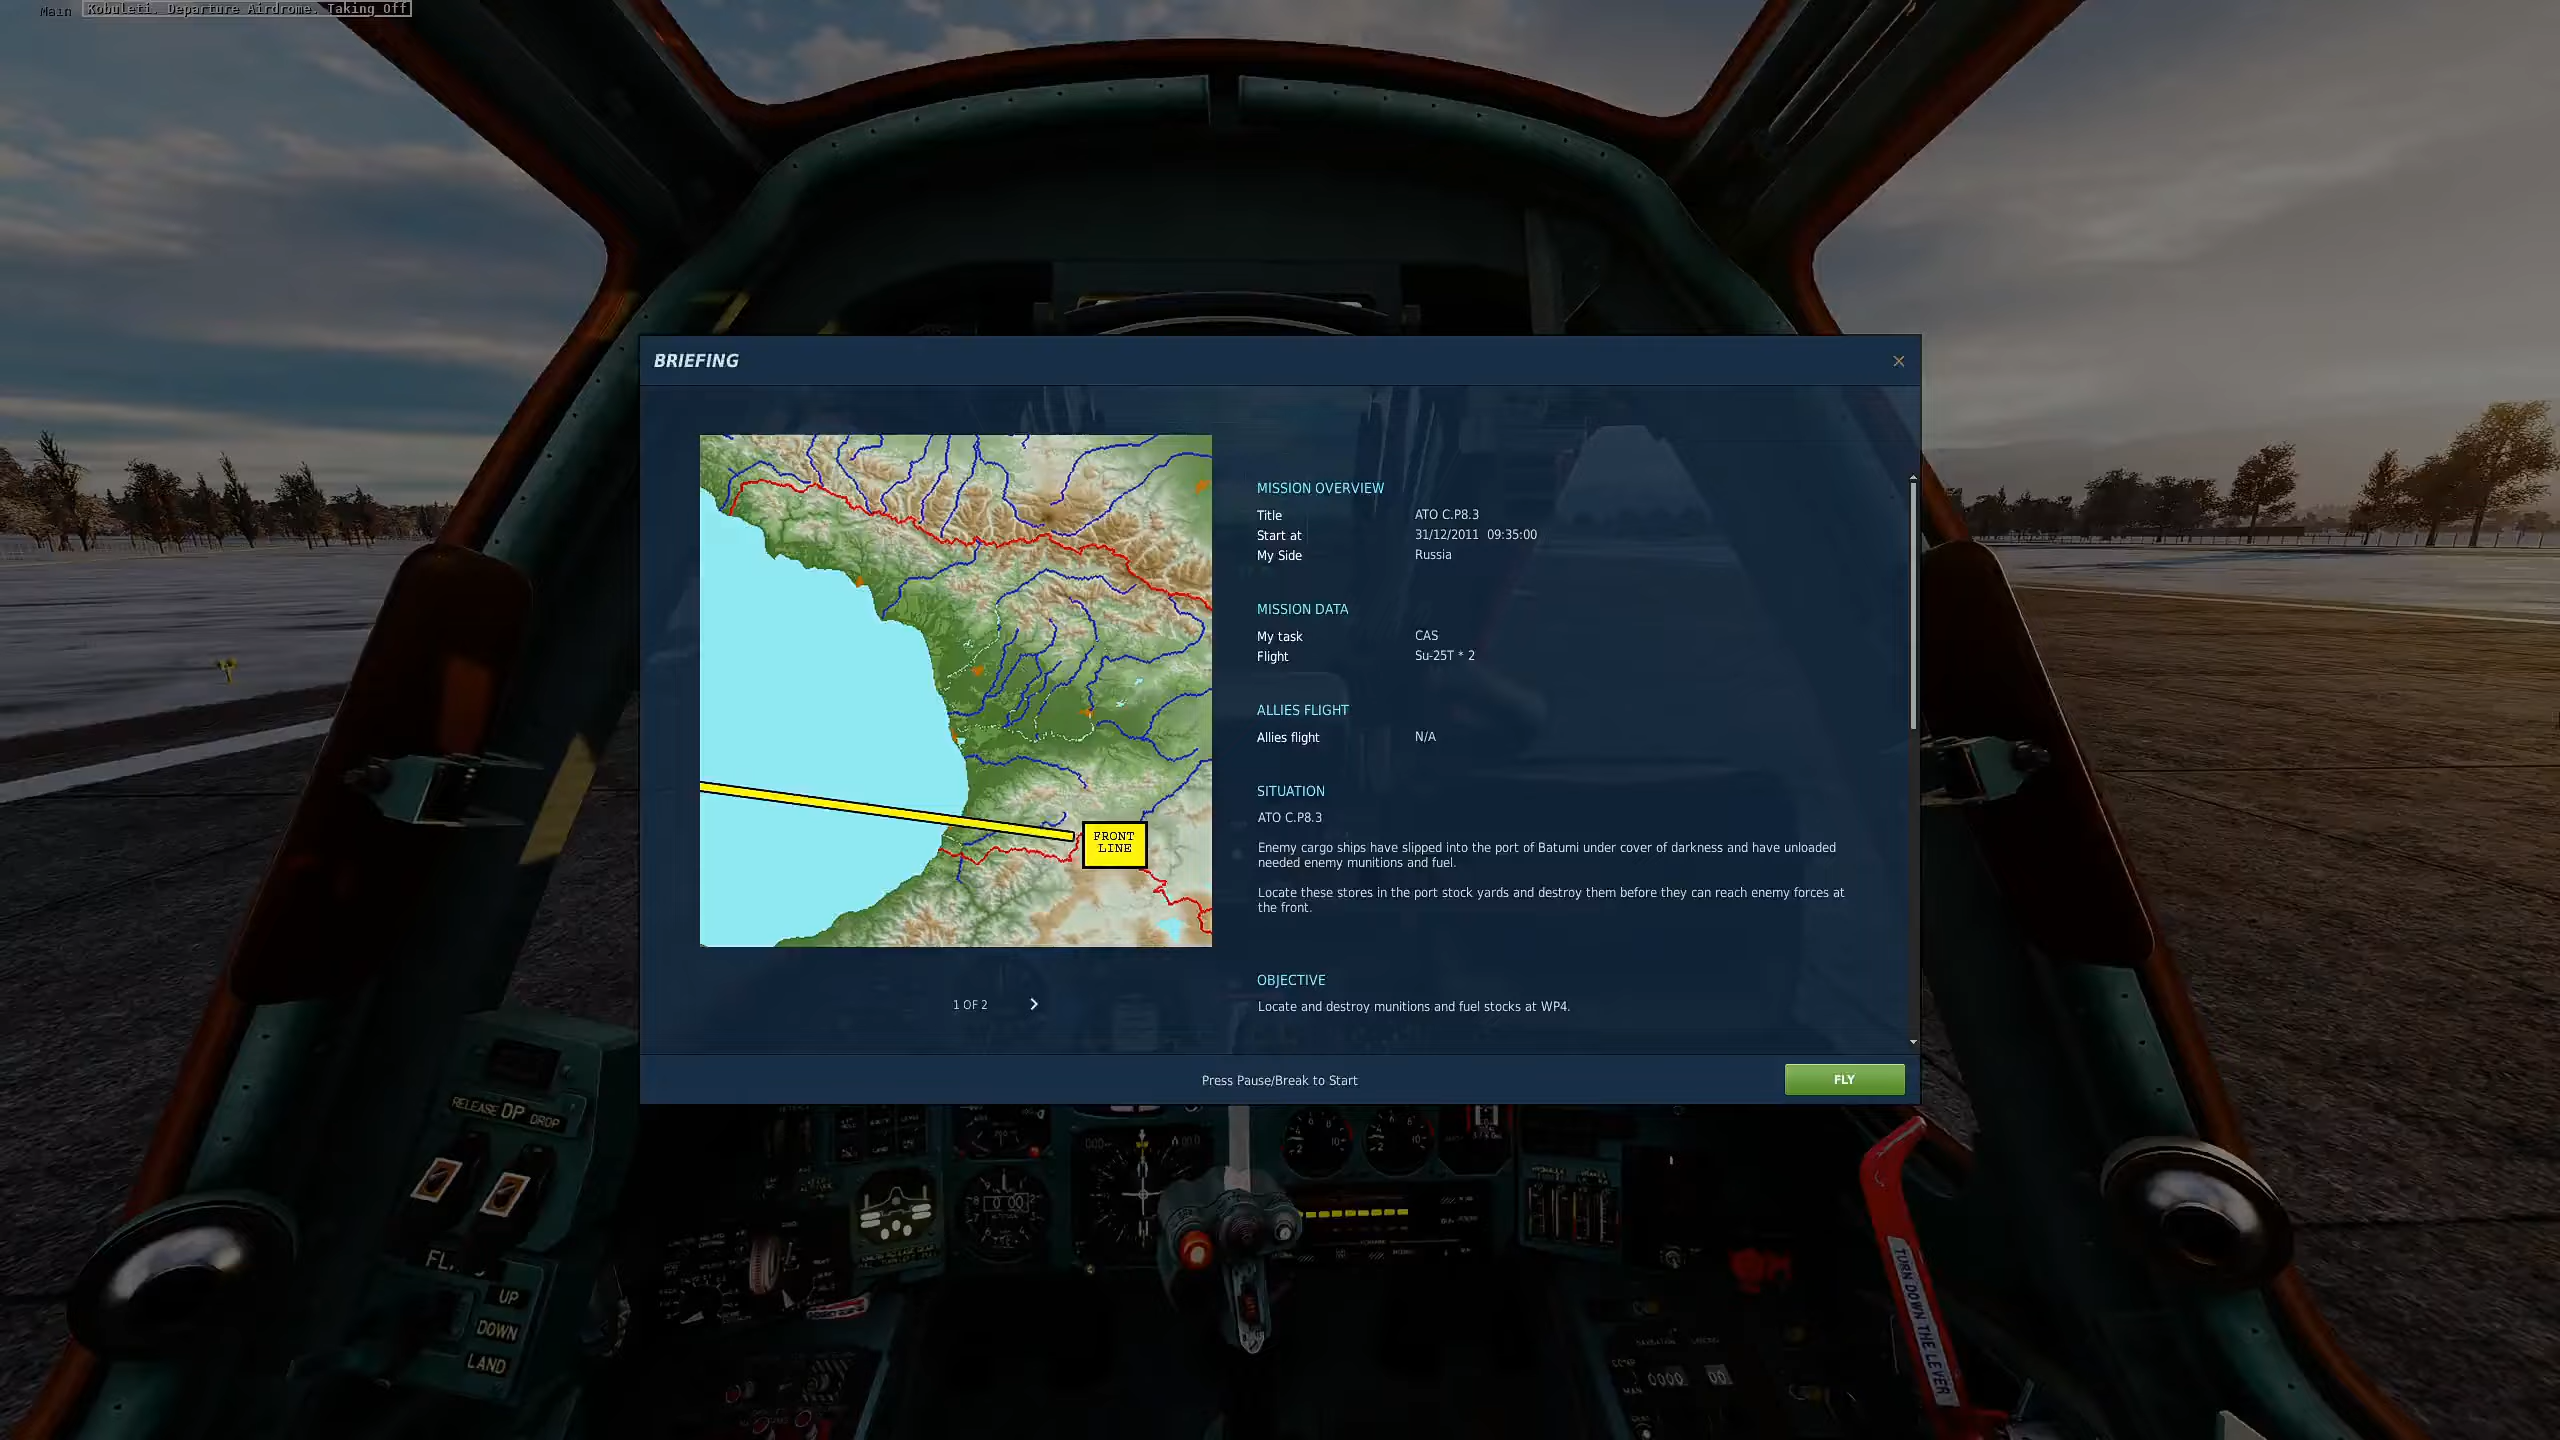 Main Kobuleti. Departure Airdrome. Taking Off
BRIEFING
FRONT
LINE
1 OF 2
MISSION OVERVIEW
Title ATO C.P8.3
Start at 31/12/2011 09:35:00
My Side Russia
MISSION DATA
My task CAS
Flight Su-25T * 2
ALLIES FLIGHT
Allies flight N/A
SITUATION
ATO C.P8.3
Enemy cargo ships have slipped into the port of Batumi under cover of darkness and have unloaded
needed enemy munitions and fuel.
Locate these stores in the port stock yards and destroy them before they can reach enemy forces at
the front.
OBJECTIVE
Locate and destroy munitions and fuel stocks at WP4.
Press Pause/Break to Start
FLY
RELEASE DP DROP
UP
DOWN
LAND
TURN DOWN THE LEVER